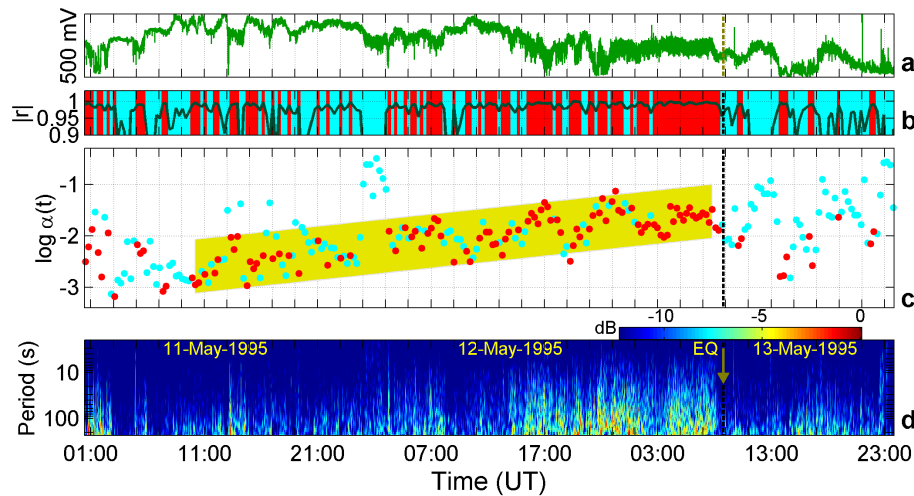 500 mV
a
|r|
1
0.95
0.9
b
log α(t)
-1
-2
-3
c
dB
-10
-5
0
Period (s)
10
100
11-May-1995
12-May-1995
EQ
13-May-1995
d
01:00
11:00
21:00
07:00
17:00
03:00
13:00
23:00
Time (UT)